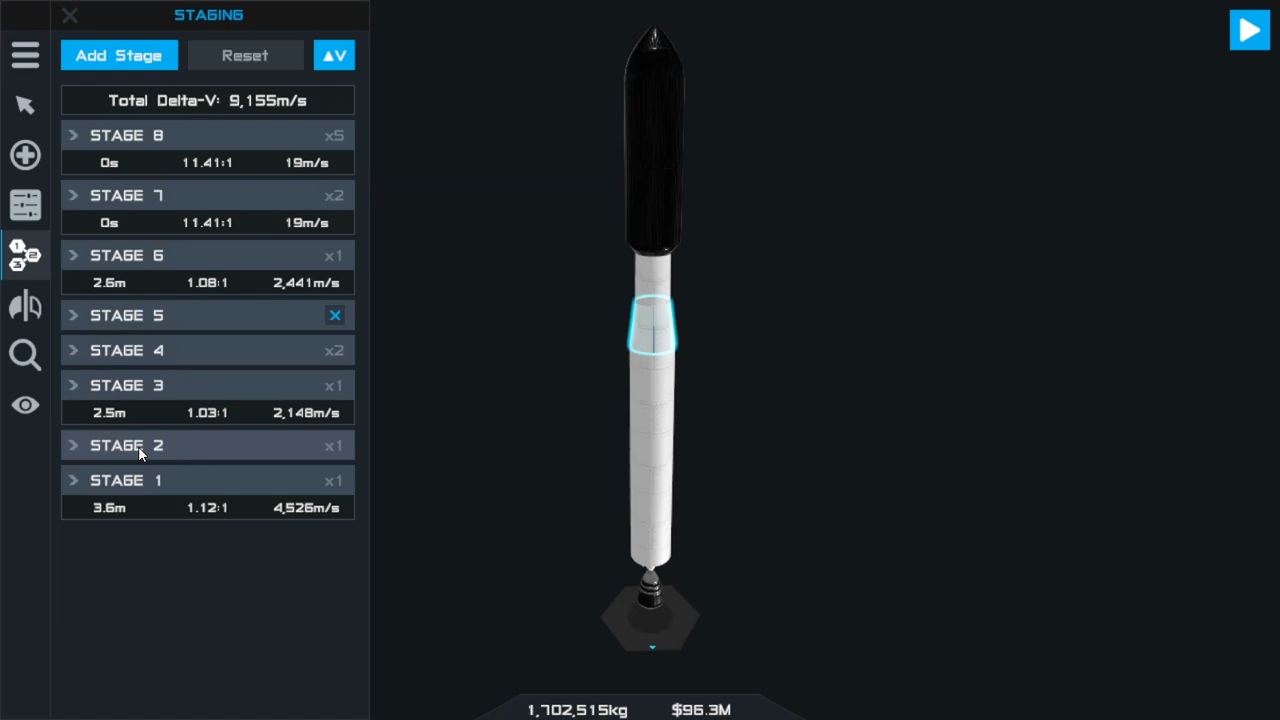 STAGING
Add Stage Reset ▲V
Total Delta-V: 9,155m/s
STAGE 8 x5
0s 11.41:1 19m/s
STAGE 7 x2
0s 11.41:1 19m/s
STAGE 6 x1
2.6m 1.08:1 2,441m/s
STAGE 5
STAGE 4 x2
STAGE 3 x1
2.5m 1.03:1 2,148m/s
STAGE 2 x1
STAGE 1 x1
3.6m 1.12:1 4,526m/s
1,702,515kg $96.3M